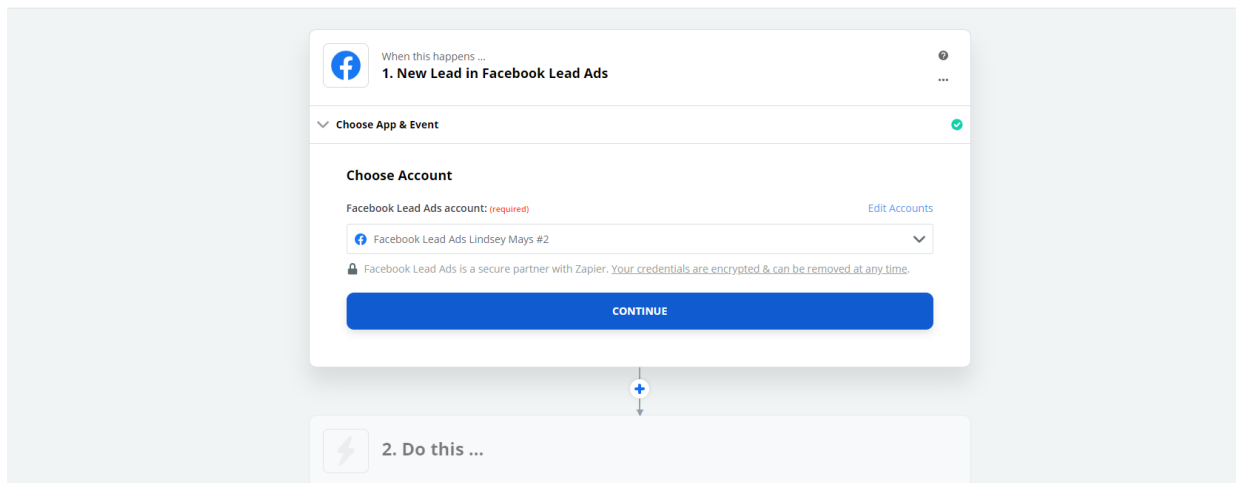 When this happens ...
1. New Lead in Facebook Lead Ads
Choose App & Event
Choose Account
Facebook Lead Ads account: (required)
Edit Accounts
Facebook Lead Ads Lindsey Mays #2
Facebook Lead Ads is a secure partner with Zapier. Your credentials are encrypted & can be removed at any time.
CONTINUE
2. Do this ...